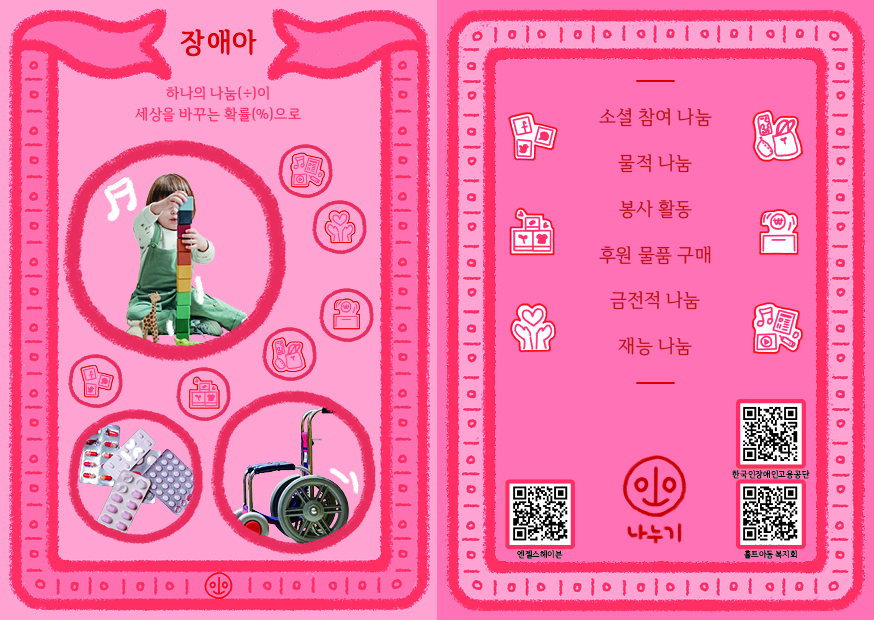 장애아
하나의 나눔(÷)이
세상을 바꾸는 확률(%)으로
소셜 참여 나눔
물적 나눔
봉사 활동
후원 물품 구매
금전적 나눔
재능 나눔
나누기
한국인장애인고용공단
엔젤스헤이븐
홀트아동 복지회